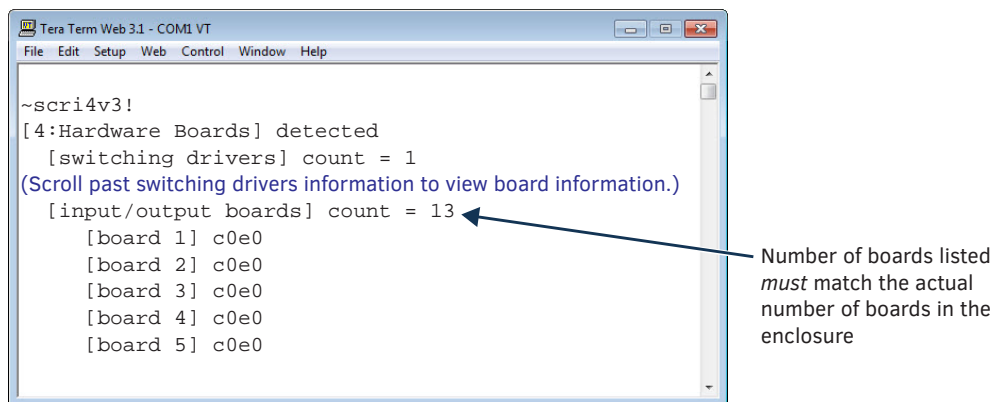 Tera Term Web 3.1 - COM1 VT
File Edit Setup Web Control Window Help
~scri4v3!
[4:Hardware Boards] detected
[switching drivers] count = 1
(Scroll past switching drivers information to view board information.)
[input/output boards] count = 13
[board 1] c0e0
[board 2] c0e0
[board 3] c0e0
[board 4] c0e0
[board 5] c0e0
Number of boards listed
must match the actual
number of boards in the
enclosure